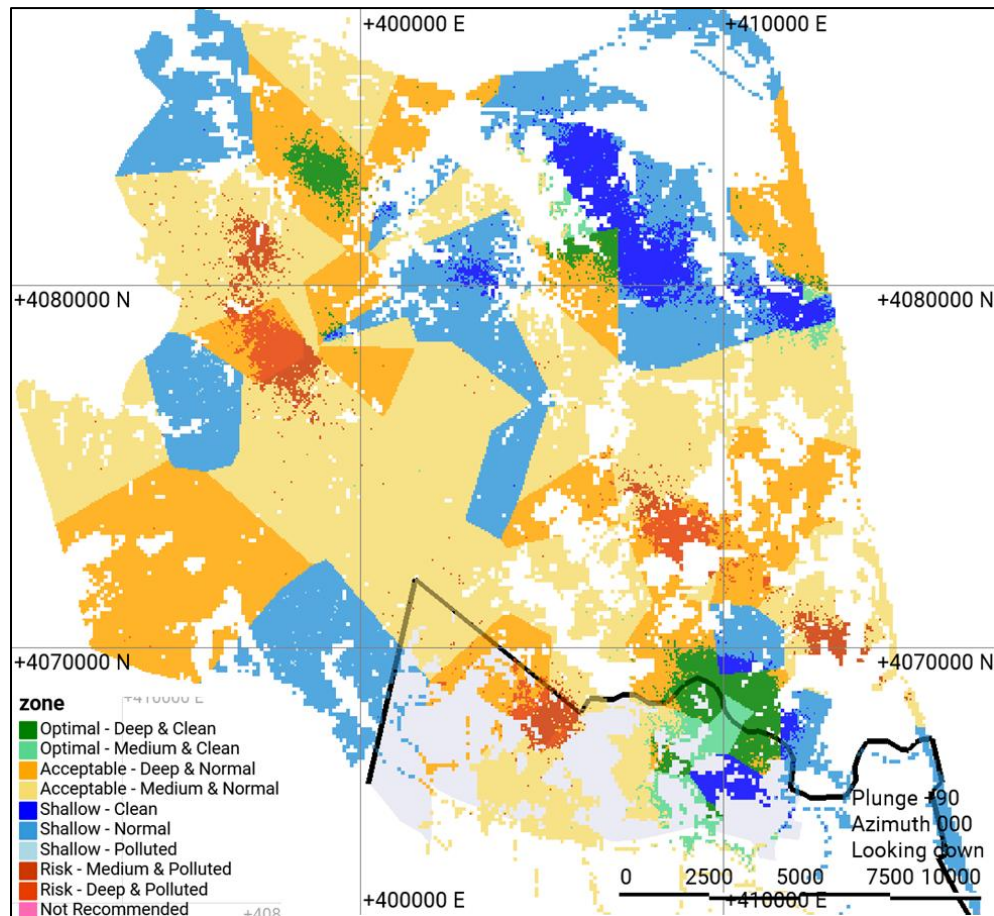 +400000 E
+410000 E
+4080000 N
+4080000 N
+4070000 N
+4070000 N
+410000 E
zone
Optimal - Deep & Clean
Optimal - Medium & Clean
Acceptable - Deep & Normal
Acceptable - Medium & Normal
Shallow - Clean
Shallow - Normal
Shallow - Polluted
Risk - Medium & Polluted
Risk - Deep & Polluted
Not Recommended
+408
Plunge +90
Azimuth 000
Looking down
0 2500 5000 7500 10000
+400000 E
+410000 E